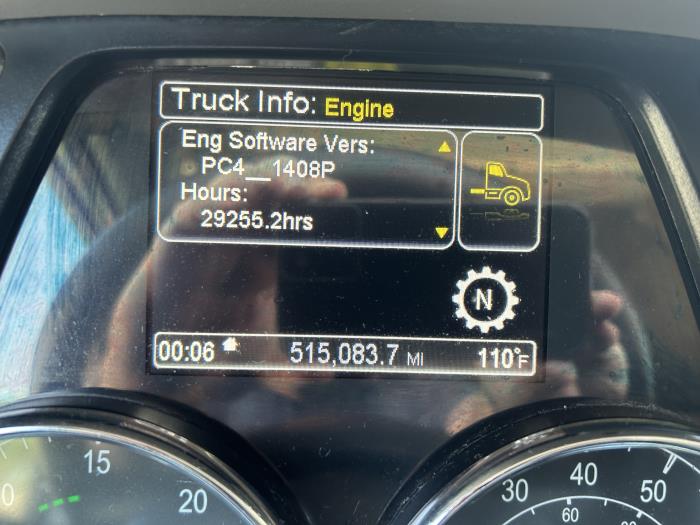 Truck Info: Engine
Eng Software Vers:
PC4__1408P
Hours:
29255.2hrs
N
00:06 515,083.7 MI 110°F
15
20
30
40
50
60